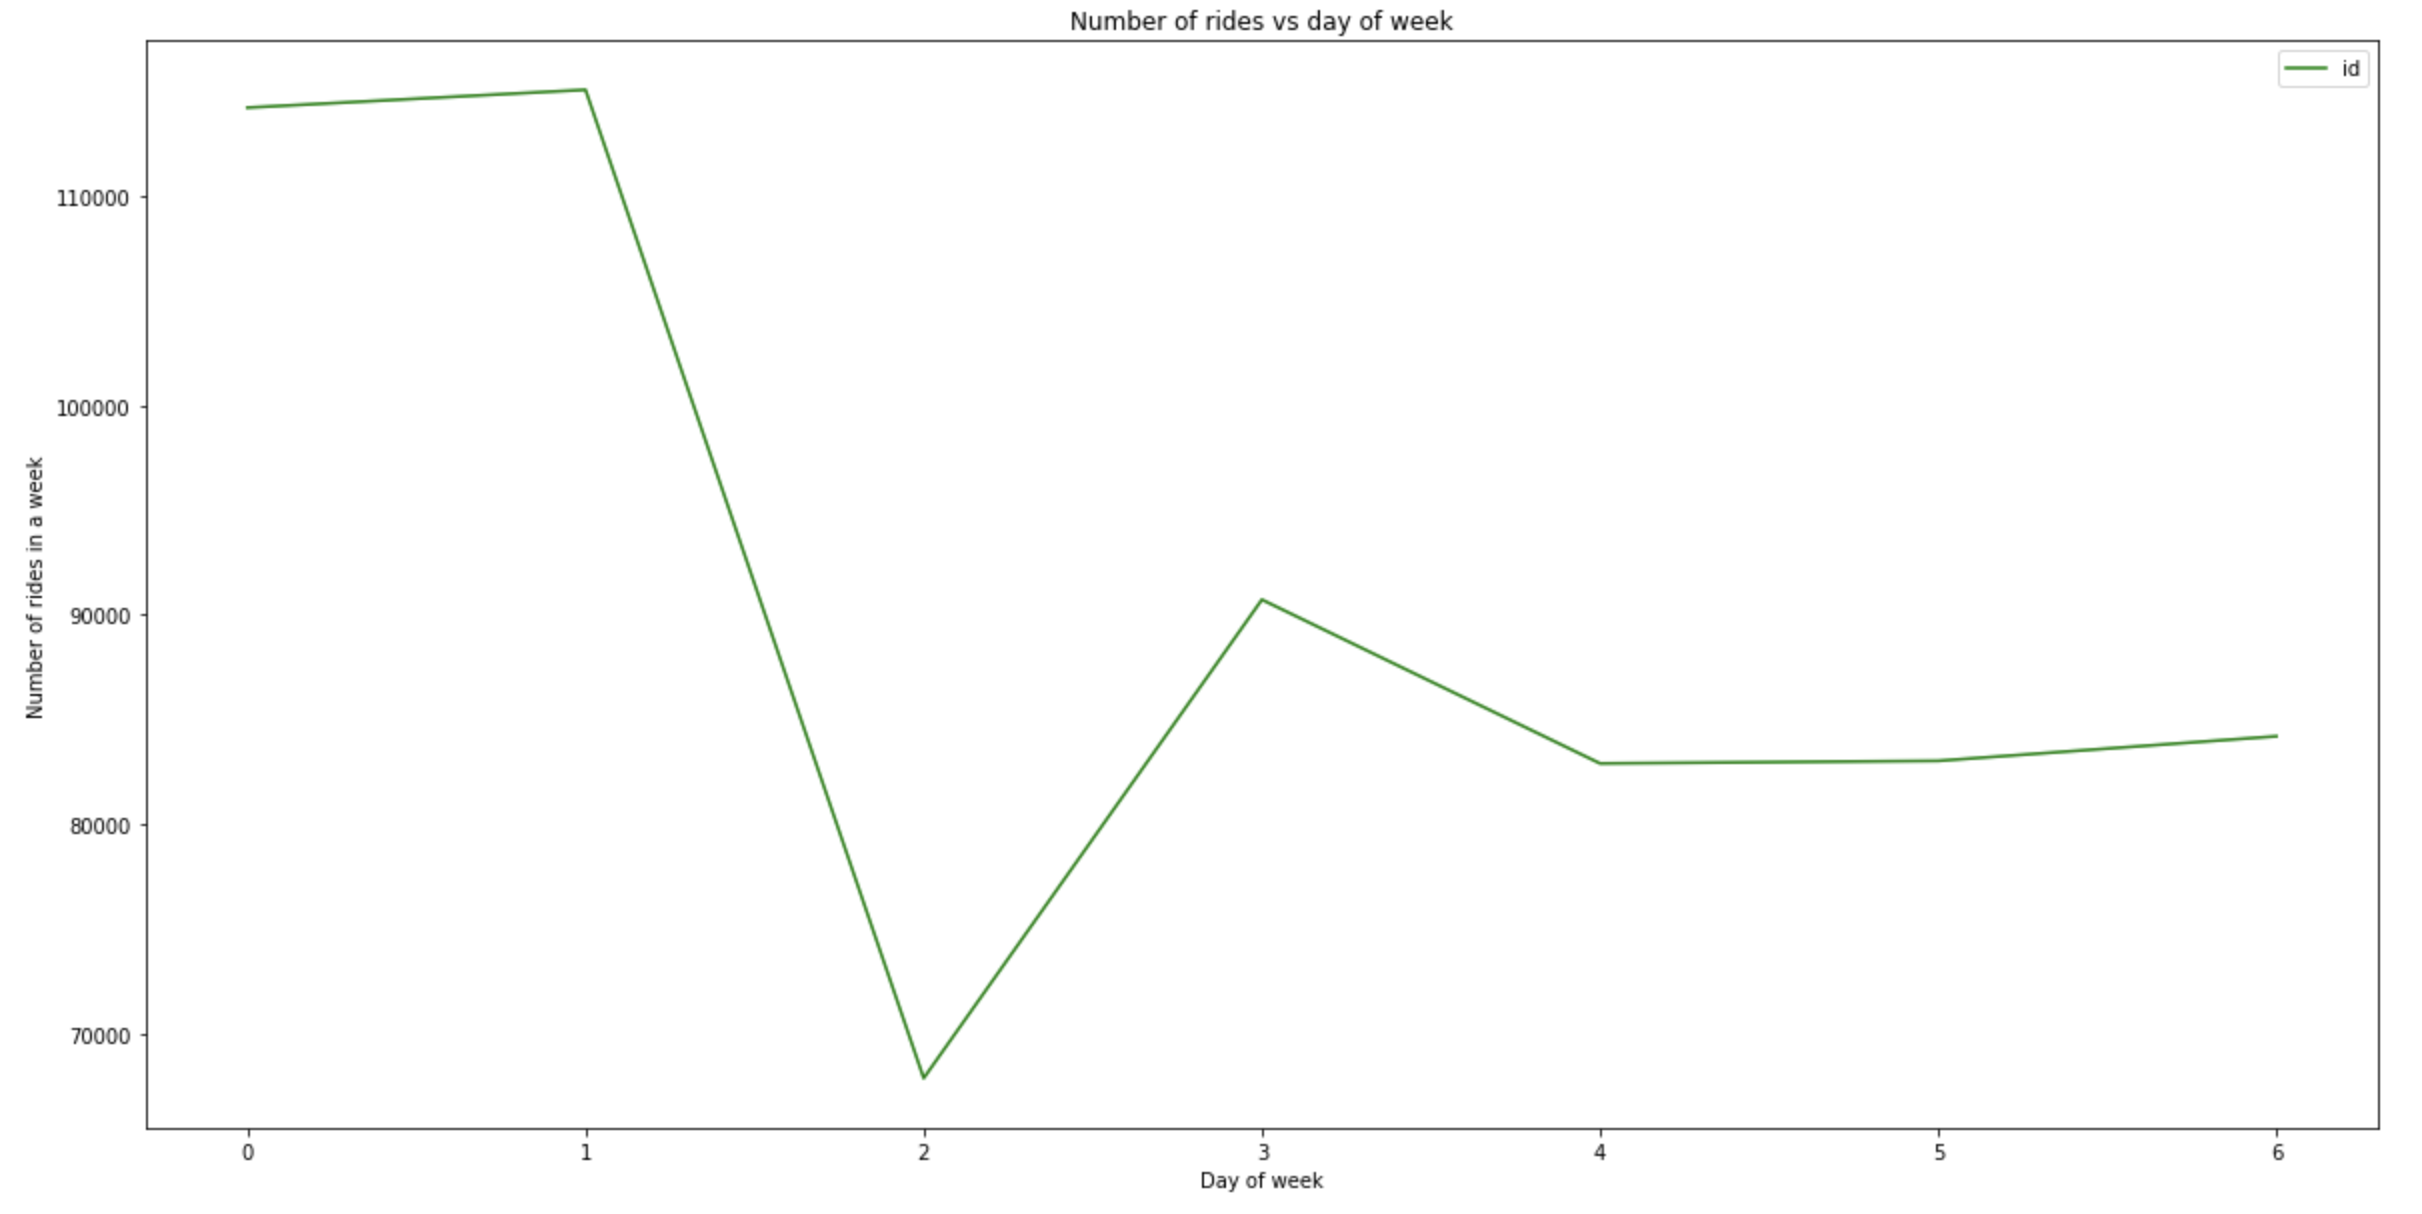 Number of rides vs day of week
id
110000
100000
90000
80000
70000
Number of rides in a week
0 1 2 3 4 5 6
Day of week